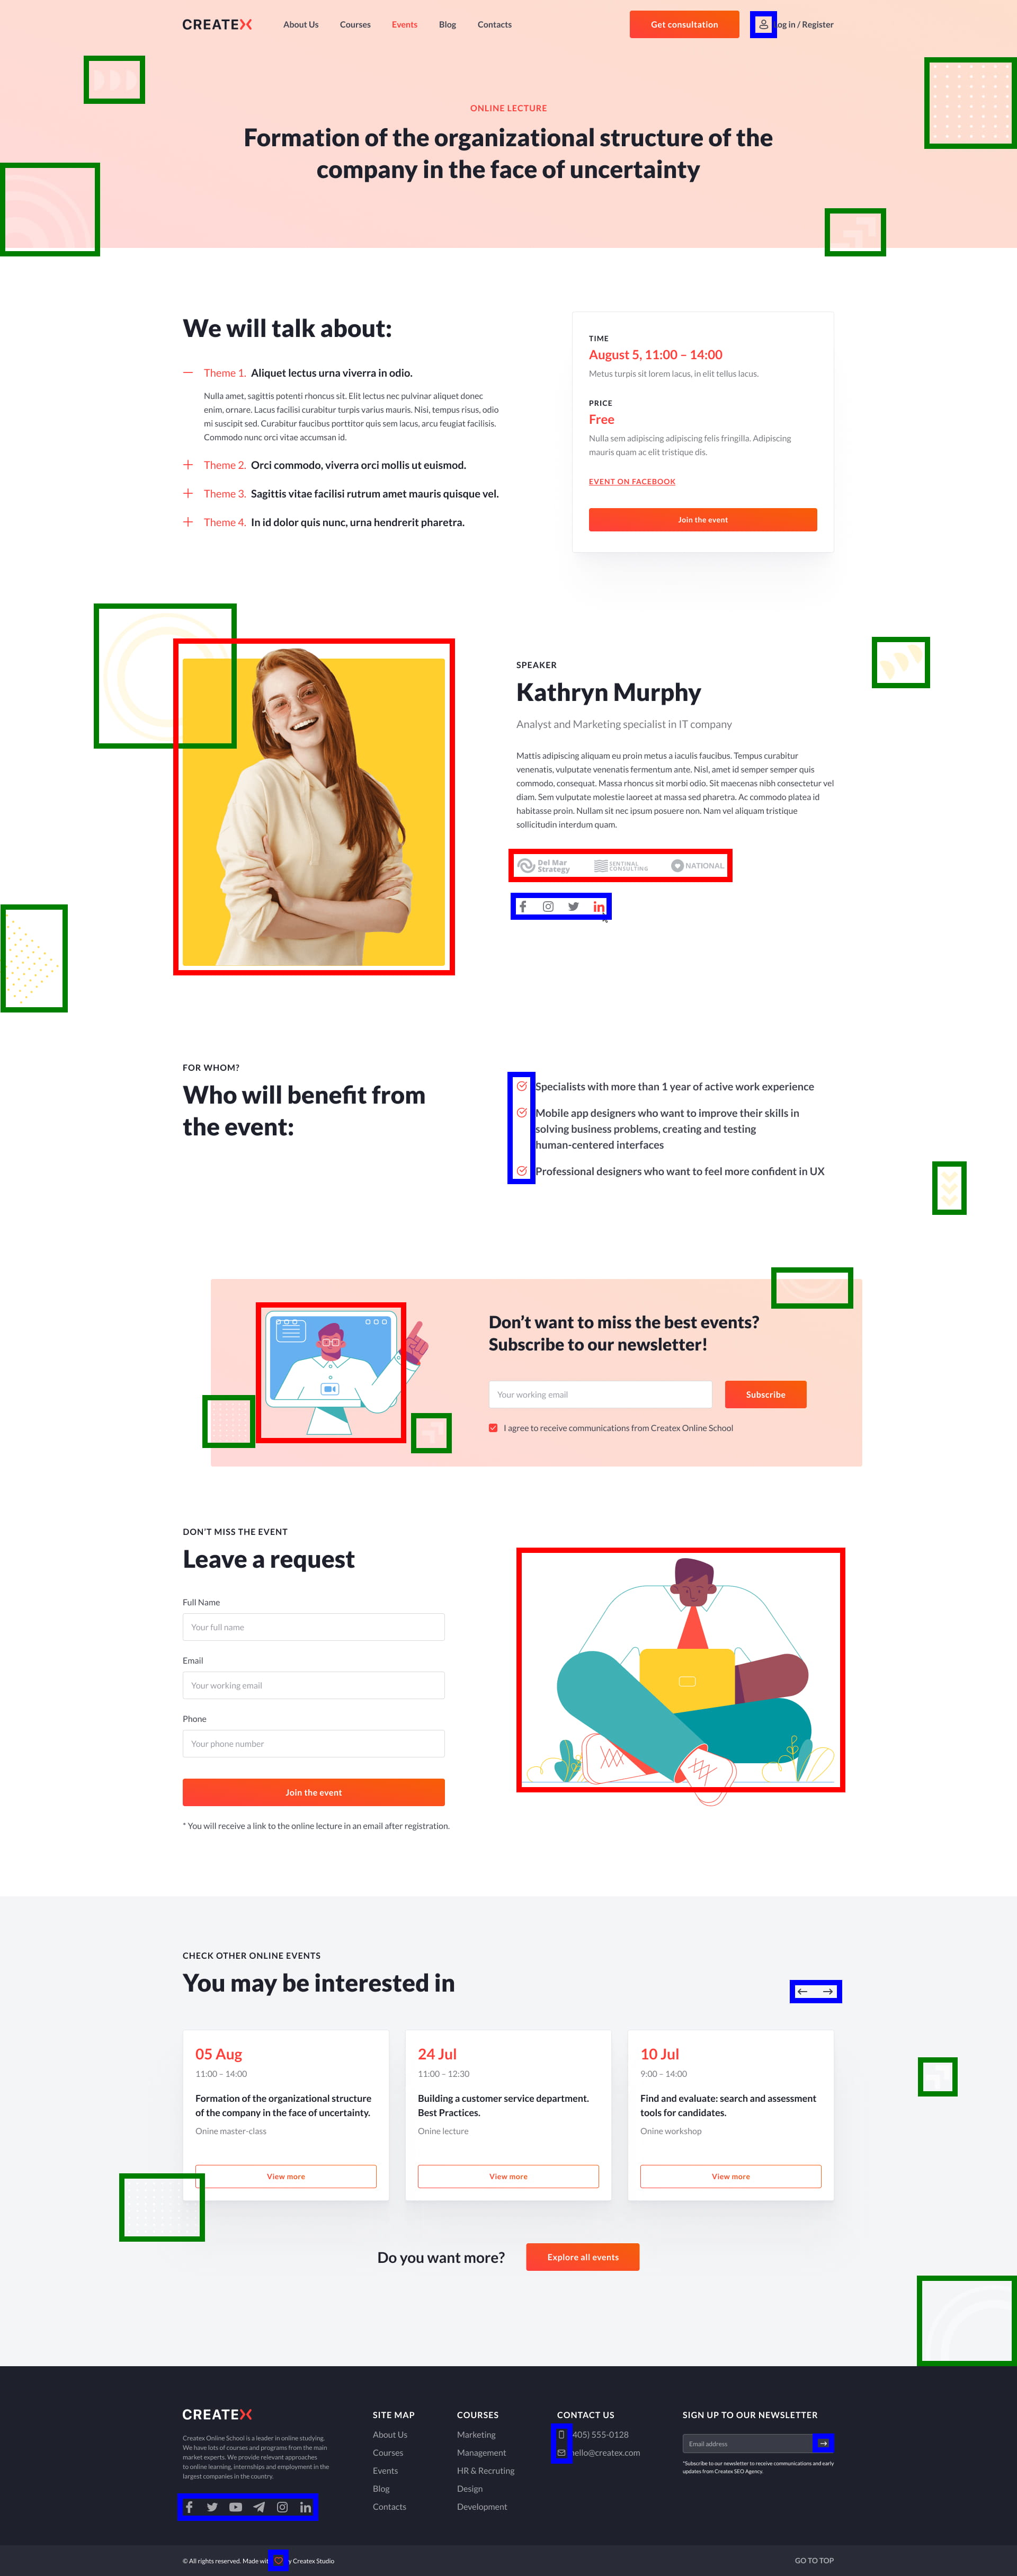 CREATEX
About Us
Courses
Events
Blog
Contacts
Get consultation
og in / Register
ONLINE LECTURE
Formation of the organizational structure of the
company in the face of uncertainty
We will talk about:
Theme 1. Aliquet lectus urna viverra in odio.
Nulla amet, sagittis potenti rhoncus sit. Elit lectus nec pulvinar aliquet donec
enim, ornare. Lacus facilisi curabitur turpis varius mauris. Nisi, tempus risus, odio
mi suscipit sed. Curabitur faucibus porttitor quis sem lacus, arcu feugiat facilisis.
Commodo nunc orci vitae accumsan id.
Theme 2. Orci commodo, viverra orci mollis ut euismod.
Theme 3. Sagittis vitae facilisi rutrum amet mauris quisque vel.
Theme 4. In id dolor quis nunc, urna hendrerit pharetra.
TIME
August 5, 11:00 – 14:00
Metus turpis sit lorem lacus, in elit tellus lacus.
PRICE
Free
Nulla sem adipiscing adipiscing felis fringilla. Adipiscing
mauris quam ac elit tristique dis.
EVENT ON FACEBOOK
Join the event
SPEAKER
Kathryn Murphy
Analyst and Marketing specialist in IT company
Mattis adipiscing aliquam eu proin metus a iaculis faucibus. Tempus curabitur
venenatis, vulputate venenatis fermentum ante. Nisl, amet id semper semper quis
commodo, consequat. Massa rhoncus sit morbi odio. Sit maecenas nibh consectetur vel
diam. Sem vulputate molestie laoreet at massa sed pharetra. Ac commodo platea id
habitasse proin. Nullam sit nec ipsum posuere non. Nam vel aliquam tristique
sollicitudin interdum quam.
Del Mar
Strategy
SENTINAL
CONSULTING
NATIONAL
FOR WHOM?
Who will benefit from
the event:
Specialists with more than 1 year of active work experience
Mobile app designers who want to improve their skills in
solving business problems, creating and testing
human-centered interfaces
Professional designers who want to feel more confident in UX
Don't want to miss the best events?
Subscribe to our newsletter!
Your working email
Subscribe
I agree to receive communications from Createx Online School
DON'T MISS THE EVENT
Leave a request
Full Name
Your full name
Email
Your working email
Phone
Your phone number
Join the event
* You will receive a link to the online lecture in an email after registration.
CHECK OTHER ONLINE EVENTS
You may be interested in
05 Aug
11:00 – 14:00
Formation of the organizational structure
of the company in the face of uncertainty.
Onine master-class
View more
24 Jul
11:00 – 12:30
Building a customer service department.
Best Practices.
Onine lecture
View more
10 Jul
9:00 – 14:00
Find and evaluate: search and assessment
tools for candidates.
Onine workshop
View more
Do you want more?
Explore all events
CREATEX
Createx Online School is a leader in online studying.
We have lots of courses and programs from the main
market experts. We provide relevant approaches
to online learning, internships and employment in the
largest companies in the country.
SITE MAP
About Us
Courses
Events
Blog
Contacts
COURSES
Marketing
Management
HR & Recruting
Design
Development
CONTACT US
405) 555-0128
ello@createx.com
SIGN UP TO OUR NEWSLETTER
Email address
*Subscribe to our newsletter to receive communications and early
updates from Createx SEO Agency.
© All rights reserved. Made wit y Createx Studio
GO TO TOP